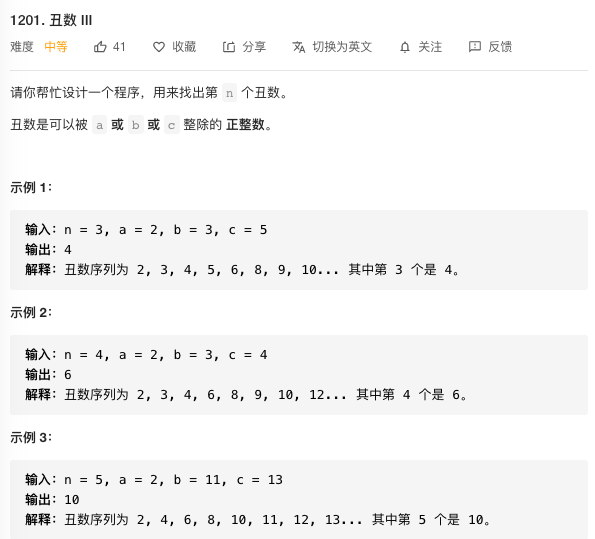 1201. 丑数 III
难度 中等 41 收藏 分享 切换为英文 关注 反馈
请你帮忙设计一个程序，用来找出第 n 个丑数。
丑数是可以被 a 或 b 或 c 整除的 正整数。
示例 1：
输入：n = 3, a = 2, b = 3, c = 5
输出：4
解释：丑数序列为 2, 3, 4, 5, 6, 8, 9, 10... 其中第 3 个是 4。
示例 2：
输入：n = 4, a = 2, b = 3, c = 4
输出：6
解释：丑数序列为 2, 3, 4, 6, 8, 9, 10, 12... 其中第 4 个是 6。
示例 3：
输入：n = 5, a = 2, b = 11, c = 13
输出：10
解释：丑数序列为 2, 4, 6, 8, 10, 11, 12, 13... 其中第 5 个是 10。